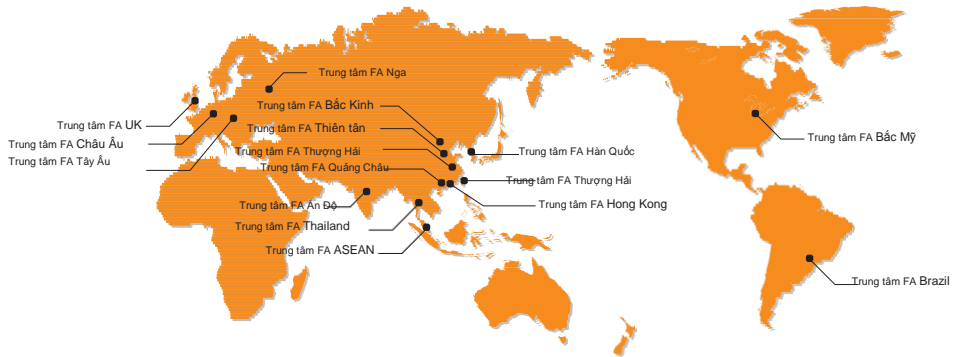 Trung tâm FA Nga
Trung tâm FA Bắc Kinh
Trung tâm FA UK
Trung tâm FA Thiên tân
Trung tâm FA Bắc Mỹ
Trung tâm FA Châu Âu
Trung tâm FA Thượng Hải
Trung tâm FA Hàn Quốc
Trung tâm FA Tây Âu
Trung tâm FA Quảng Châu
Trung tâm FA Thượng Hải
Trung tâm FA Ấn Độ
Trung tâm FA Hong Kong
Trung tâm FA Thailand
Trung tâm FA ASEAN
Trung tâm FA Brazil